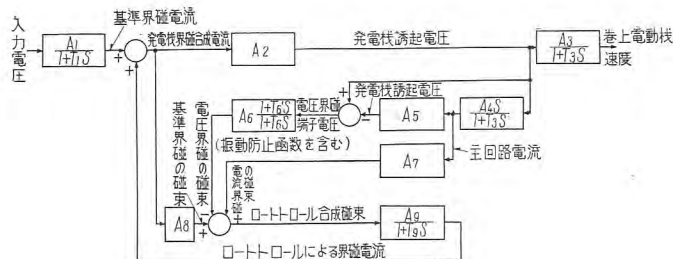 入力電圧
A1
1+T1S
基準界磁電流
発電機界磁合成電流
A2
発電機誘起電圧
A3
1+T3S
巻上電動機
速度
発電機誘起電圧
A6
1+T6'S
1+T6S
電圧界磁
端子電圧
A5
A4S
1+T3S
(振動防止函数を含む)
A7
主回路電流
基準界磁の磁束
電圧界磁の磁束
電流界磁の磁束
A8
ロートトロール合成磁束
A9
1+T9S
ロートトロールによる界磁電流